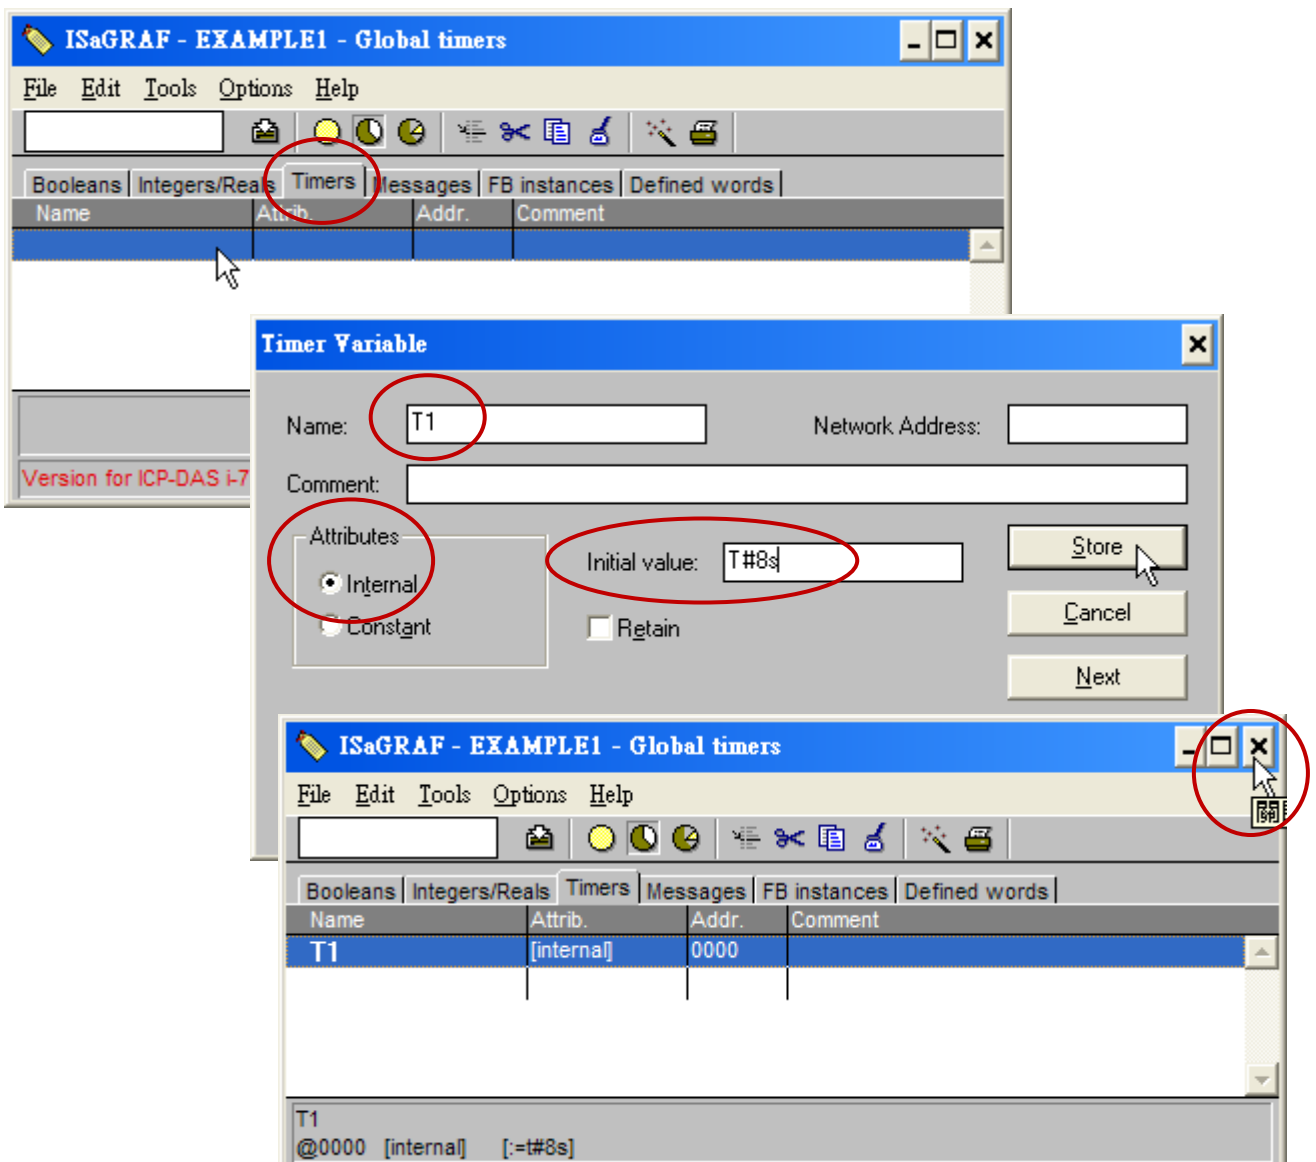 ISaGRAF - EXAMPLE1 - Global timers
File Edit Tools Options Help
Booleans Integers/Reals Timers Messages FB instances Defined words
Name Attrib. Addr. Comment
Version for ICP-DAS i-7
Timer Variable
Name: T1 Network Address:
Comment:
Attributes
Internal
Constant
Initial value: T#8s
Retain
Store
Cancel
Next
ISaGRAF - EXAMPLE1 - Global timers
File Edit Tools Options Help
關
Booleans Integers/Reals Timers Messages FB instances Defined words
Name Attrib. Addr. Comment
T1 [internal] 0000
T1
@0000 [internal] [:=t#8s]